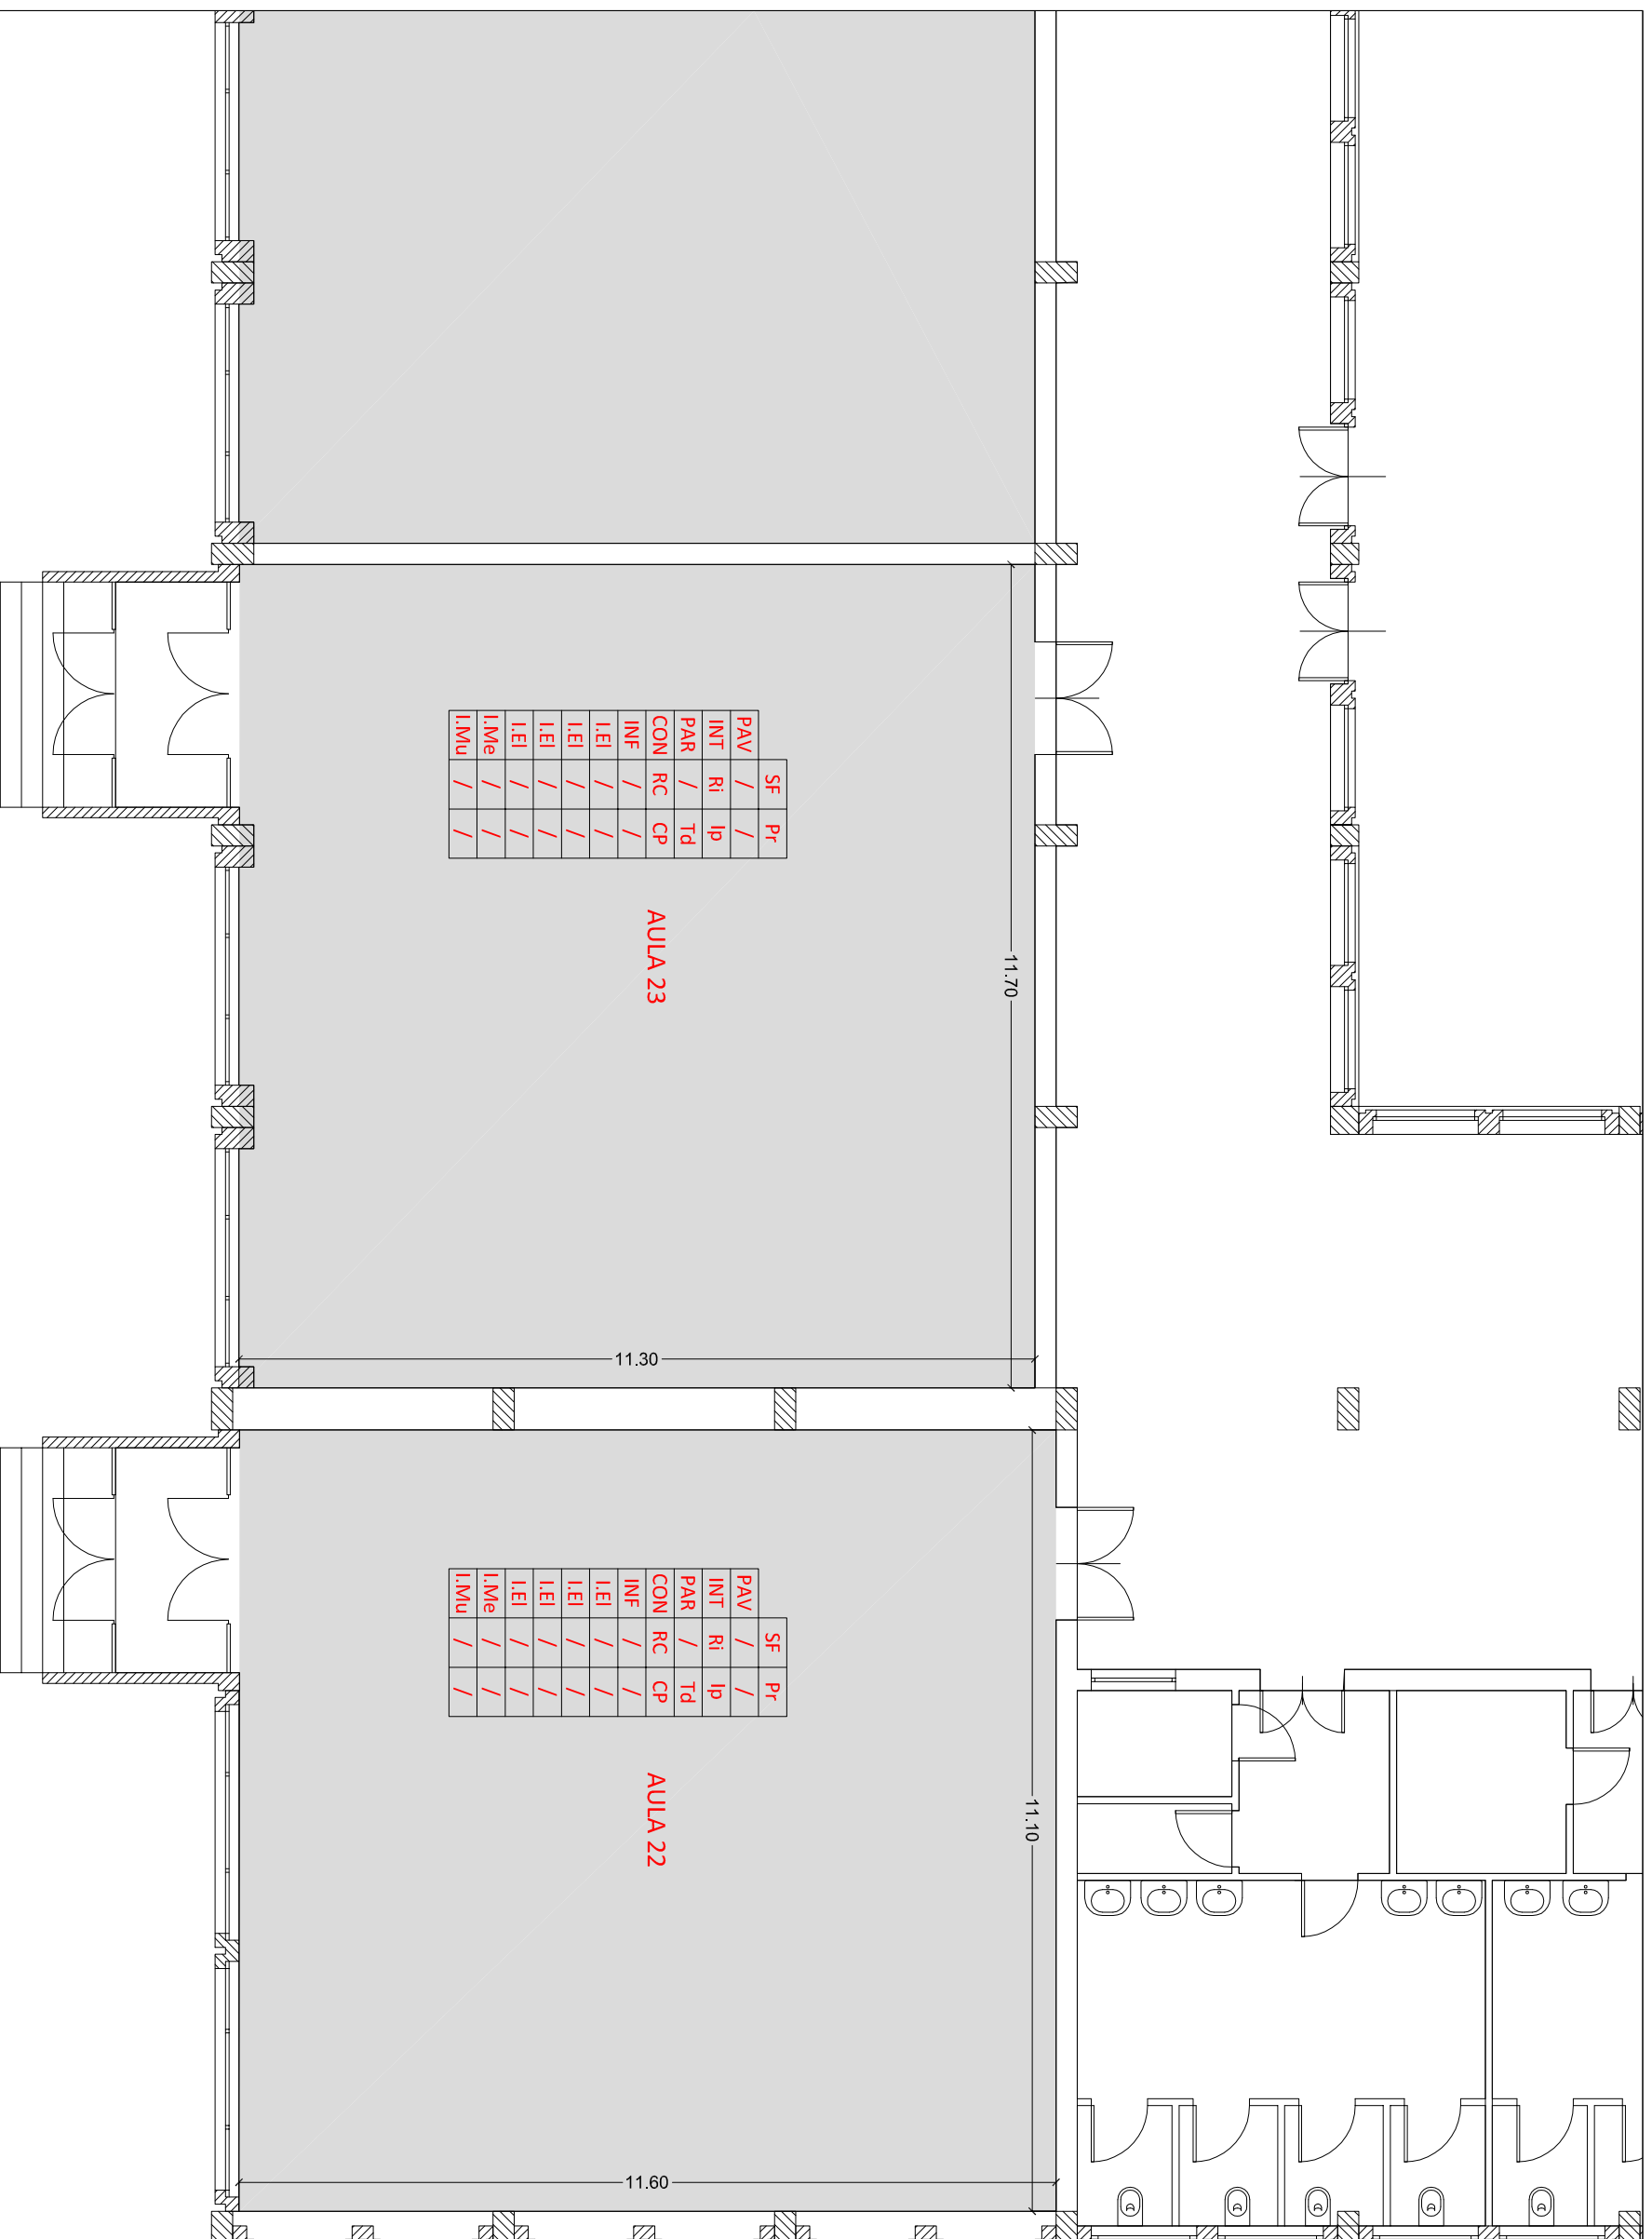 SF Pr
PAV / /
INT Ri Ip
PAR / Td
CON RC CP
INF / /
I.El / /
I.El / /
I.El / /
I.El / /
I.Me / /
I.Mu / /
AULA 23
11.70
11.30
SF Pr
PAV / /
INT Ri Ip
PAR / Td
CON RC CP
INF / /
I.El / /
I.El / /
I.El / /
I.El / /
I.Me / /
I.Mu / /
AULA 22
11.10
11.60